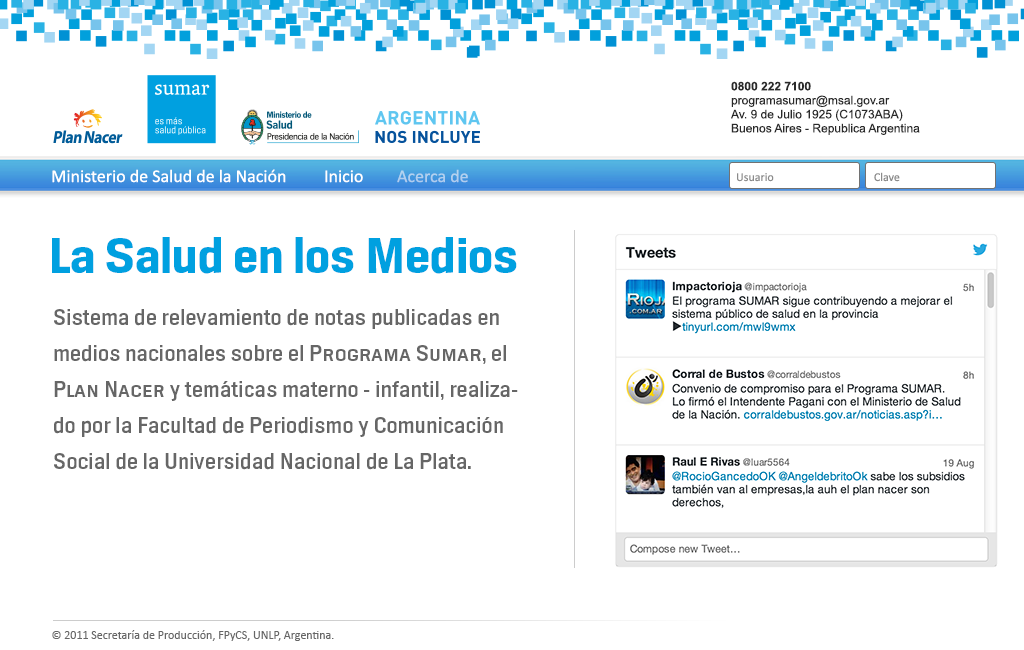 sumar
es más
salud pública
Plan Nacer
Ministerio de
Salud
Presidencia de la Nación
ARGENTINA
NOS INCLUYE
0800 222 7100
programasumar@msal.gov.ar
Av. 9 de Julio 1925 (C1073ABA)
Buenos Aires - Republica Argentina
Ministerio de Salud de la Nación
Inicio
Acerca de
Usuario
Clave
La Salud en los Medios
Sistema de relevamiento de notas publicadas en
medios nacionales sobre el PROGRAMA SUMAR, el
PLAN NACER y temáticas materno - infantil, realiza-
do por la Facultad de Periodismo y Comunicación
Social de la Universidad Nacional de La Plata.
Tweets
RIOJA
.COM.AR
Impactorioja @impactorioja 5h
El programa SUMAR sigue contribuyendo a mejorar el
sistema público de salud en la provincia
▶tinyurl.com/mwl9wmx
Corral de Bustos @corraldebustos 8h
Convenio de compromiso para el Programa SUMAR.
Lo firmó el Intendente Pagani con el Ministerio de Salud
de la Nación. corraldebustos.gov.ar/noticias.asp?i...
Raul E Rivas @luar5564 19 Aug
@RocioGancedoOK @AngeldebritoOk sabe los subsidios
también van al empresas,la auh el plan nacer son
derechos,
Compose new Tweet...
© 2011 Secretaría de Producción, FPyCS, UNLP, Argentina.